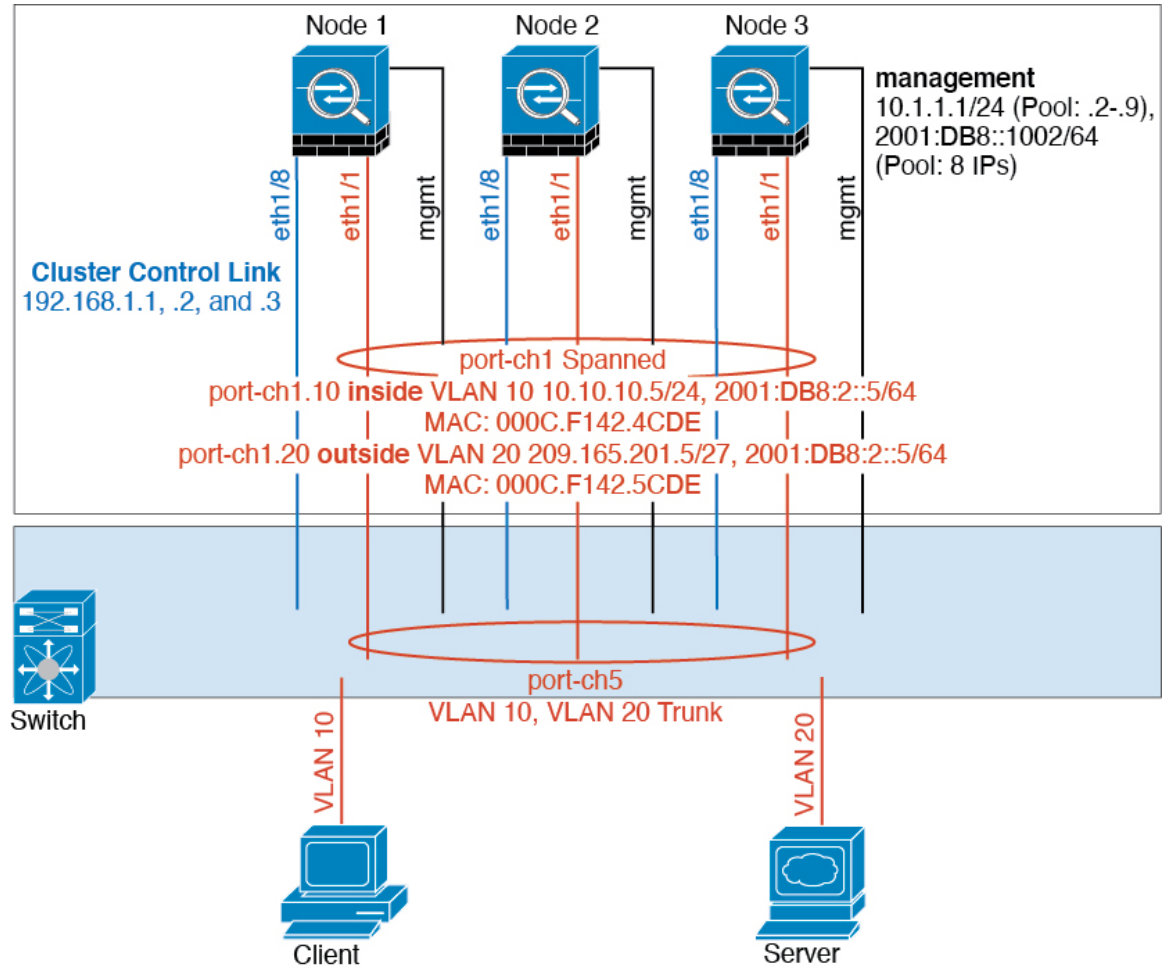 Node 1
Node 2
Node 3
management
10.1.1.1/24 (Pool: .2-.9),
2001:DB8::1002/64
(Pool: 8 IPs)
eth1/8
eth1/1
mgmt
eth1/8
eth1/1
mgmt
eth1/8
eth1/1
mgmt
Cluster Control Link
192.168.1.1, .2, and .3
port-ch1 Spanned
port-ch1.10 inside VLAN 10 10.10.10.5/24, 2001:DB8:2::5/64
MAC: 000C.F142.4CDE
port-ch1.20 outside VLAN 20 209.165.201.5/27, 2001:DB8:2::5/64
MAC: 000C.F142.5CDE
Switch
port-ch5
VLAN 10, VLAN 20 Trunk
VLAN 10
VLAN 20
Client
Server